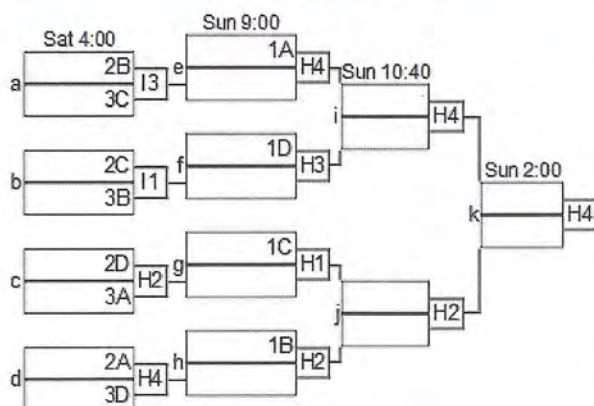 Sun 9:00
Sat 4:00
1A
2B
e
H4
Sun 10:40
a
I3
3C
i
H4
2C
1D
f
H3
Sun 2:00
b
I1
3B
k
H4
2D
1C
g
H1
c
H2
3A
j
H2
2A
1B
h
H2
d
H4
3D